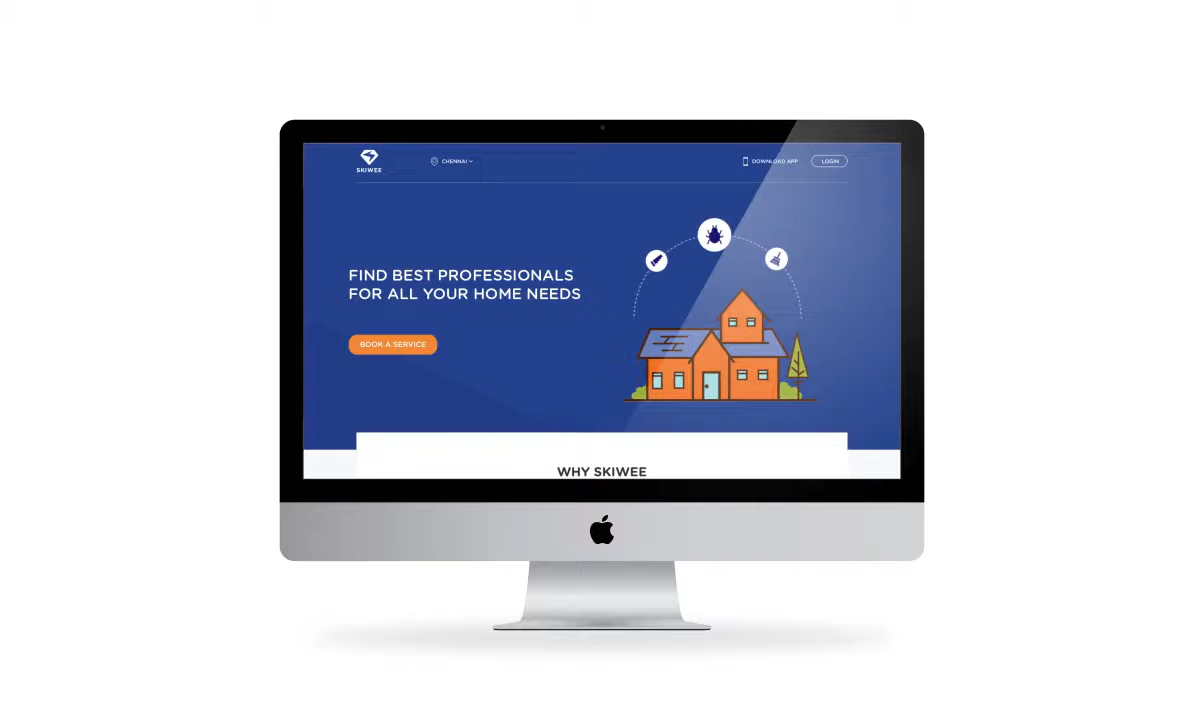 SKIWEE
CHENNAI
DOWNLOAD APP
LOGIN
FIND BEST PROFESSIONALS
FOR ALL YOUR HOME NEEDS
BOOK A SERVICE
WHY SKIWEE